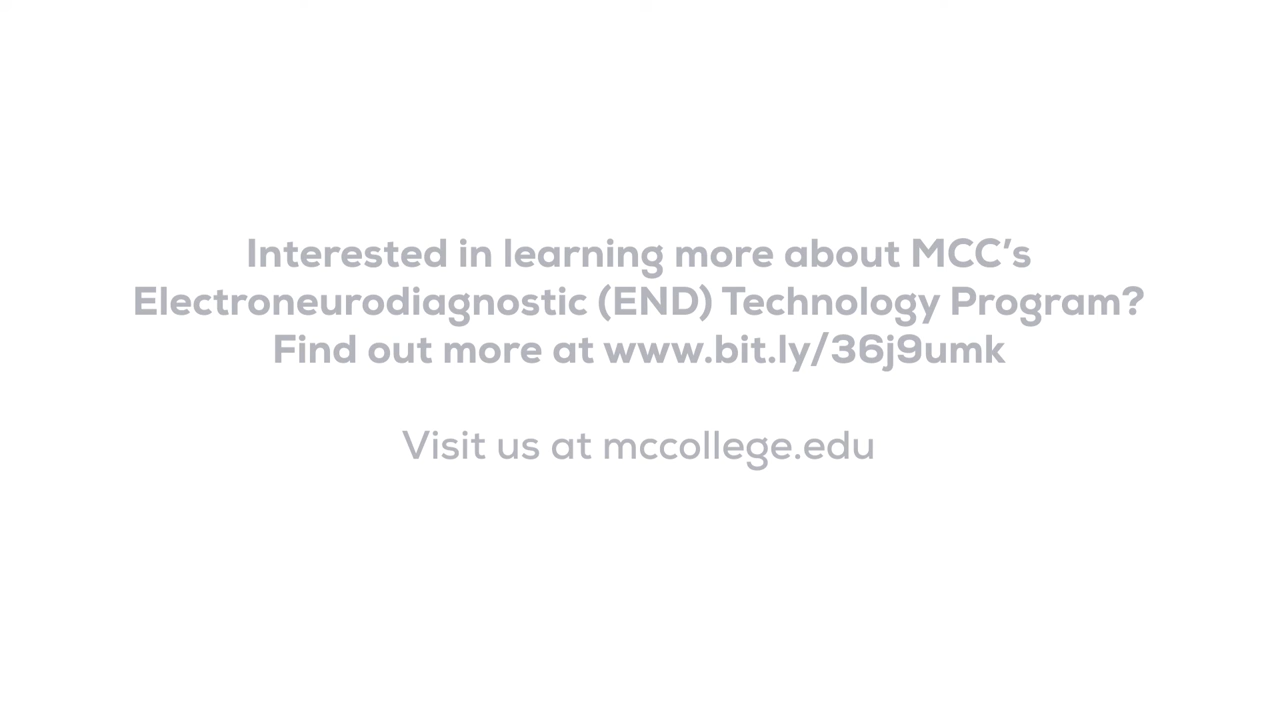 Interested in learning more about MCC’s
Electroneurodiagnostic (END) Technology Program?
Find out more at www.bit.ly/36j9umk
Visit us at mccollege.edu